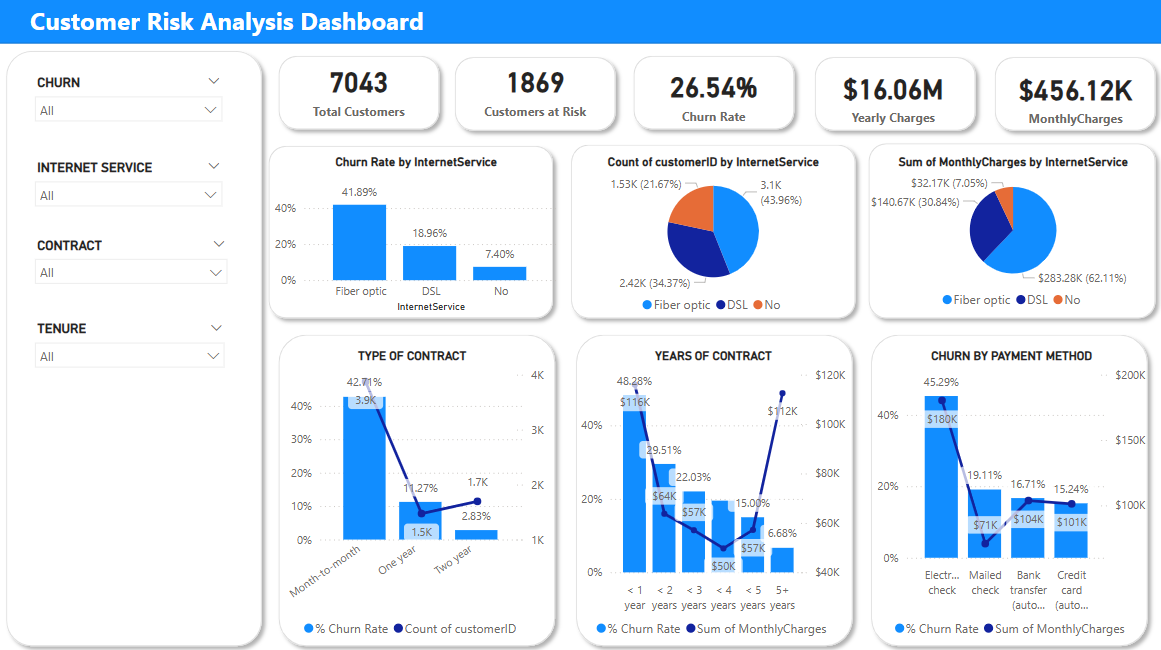 Customer Risk Analysis Dashboard
CHURN
All
INTERNET SERVICE
All
CONTRACT
All
TENURE
All
7043
Total Customers
1869
Customers at Risk
26.54%
Churn Rate
$16.06M
Yearly Charges
$456.12K
MonthlyCharges
Churn Rate by InternetService
41.89%
18.96%
7.40%
40%
20%
0%
Fiber optic DSL No
InternetService
Count of customerID by InternetService
1.53K (21.67%)
3.1K
(43.96%)
2.42K (34.37%)
Fiber optic DSL No
Sum of MonthlyCharges by InternetService
$32.17K (7.05%)
$140.67K (30.84%)
$283.28K (62.11%)
Fiber optic DSL No
TYPE OF CONTRACT
42.71%
3.9K
11.27%
1.5K
1.7K
2.83%
40%
30%
20%
10%
0%
4K
3K
2K
1K
Month-to-month
One year
Two year
% Churn Rate Count of customerID
YEARS OF CONTRACT
48.28%
$116K
29.51%
$64K
22.03%
$57K
$50K
15.00%
$57K
6.68%
$112K
40%
20%
0%
$120K
$100K
$80K
$60K
$40K
< 1 < 2 < 3 < 4 < 5 5+
year years years years years years
% Churn Rate Sum of MonthlyCharges
CHURN BY PAYMENT METHOD
45.29%
$180K
19.11%
$71K
16.71%
$104K
15.24%
$101K
40%
20%
0%
$200K
$150K
$100K
Electr...
check
Mailed
check
Bank
transfer
(auto...
Credit
card
(auto...
% Churn Rate Sum of MonthlyCharges